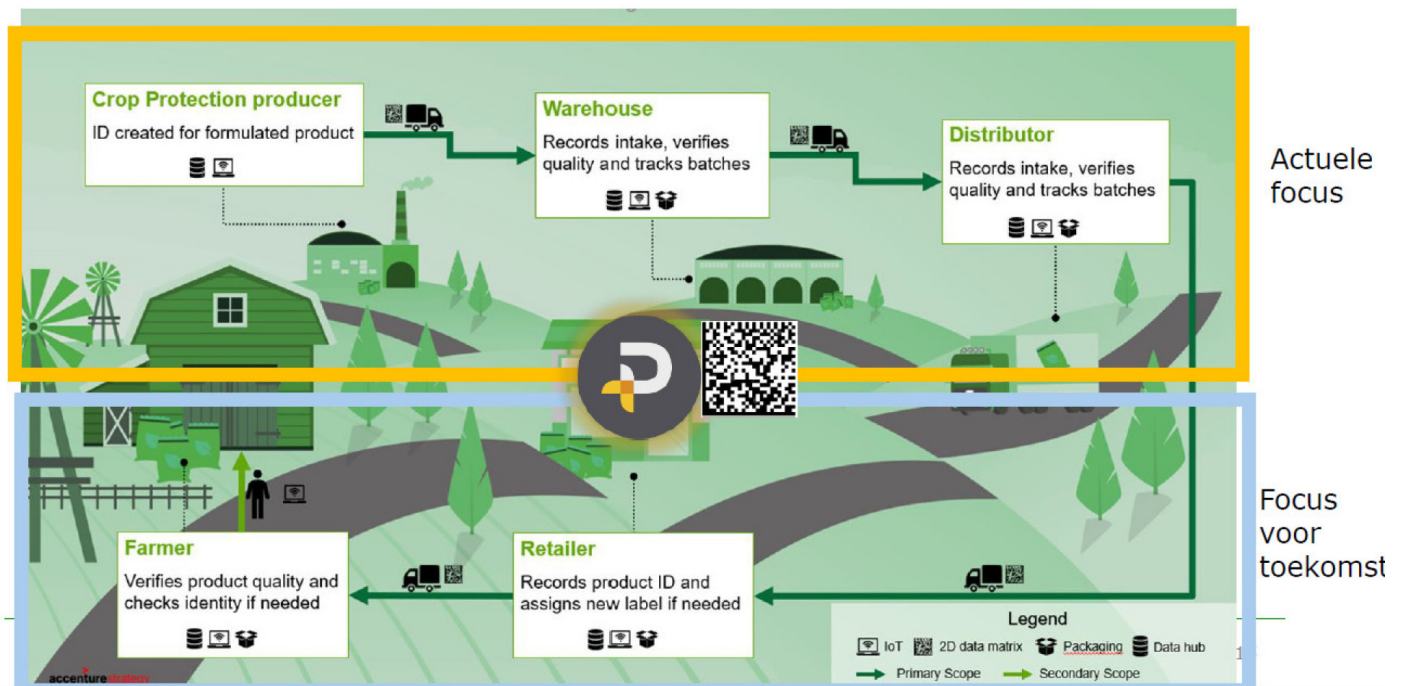 Crop Protection producer
ID created for formulated product
Warehouse
Records intake, verifies
quality and tracks batches
Distributor
Records intake, verifies
quality and tracks batches
Actuele
focus
Farmer
Verifies product quality and
checks identity if needed
Retailer
Records product ID and
assigns new label if needed
Focus
voor
toekomst
Legend
IoT 2D data matrix Packaging Data hub
Primary Scope Secondary Scope
accenturestrategy
1